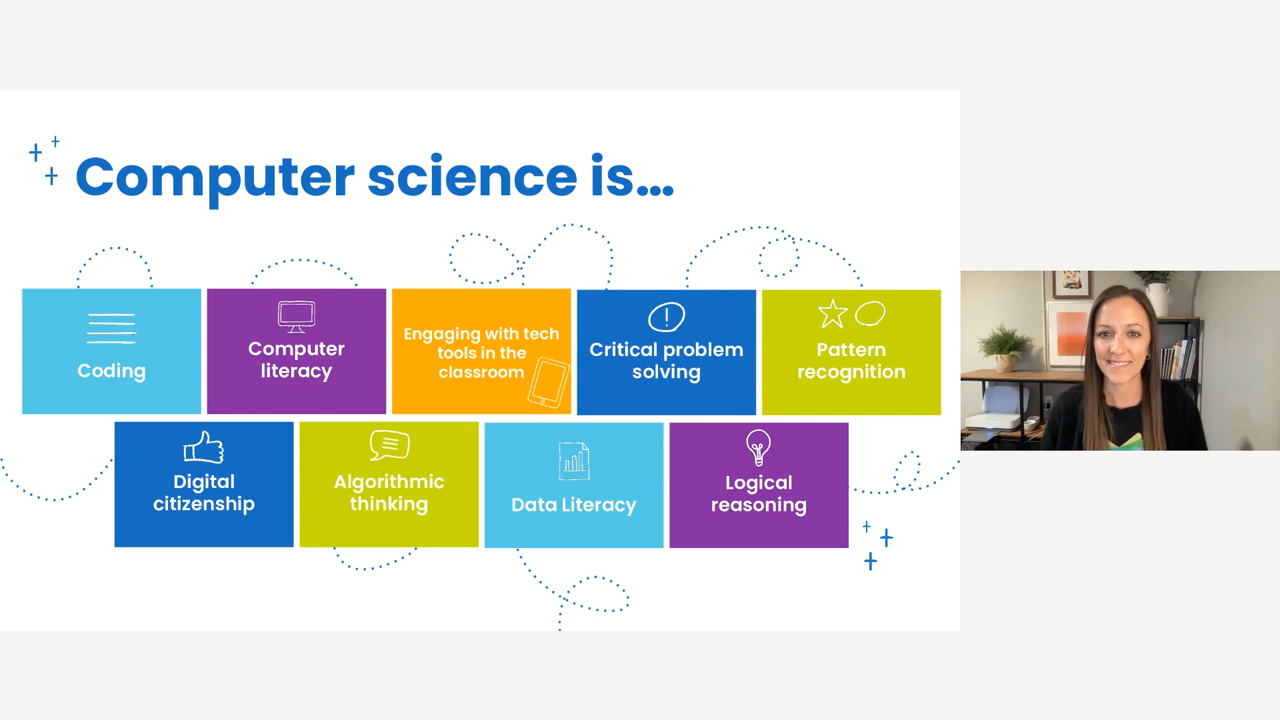 Computer science is...
Coding
Computer
literacy
Engaging with tech
tools in the
classroom
Critical problem
solving
Pattern
recognition
Digital
citizenship
Algorithmic
thinking
Data Literacy
Logical
reasoning